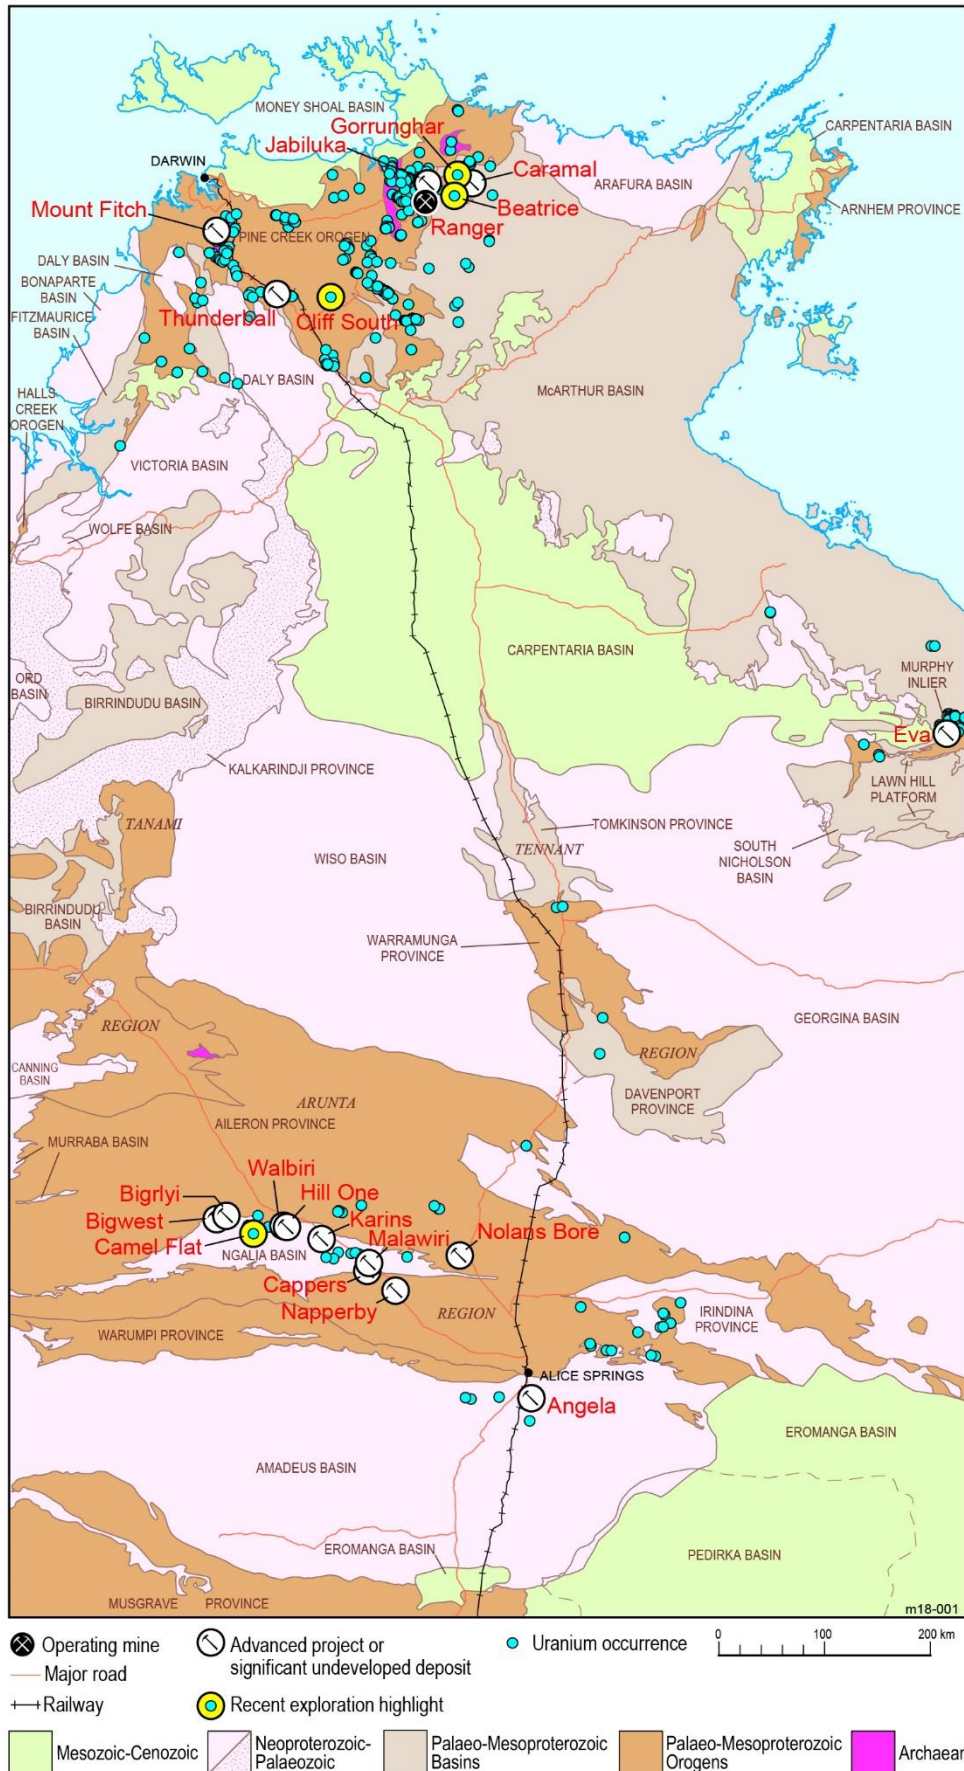 MONEY SHOAL BASIN
CARPENTARIA BASIN
Gorrunghar
Jabiluka
DARWIN
Caramal
ARAFURA BASIN
Beatrice
ARNHEM PROVINCE
Mount Fitch
Ranger
PINE CREEK OROGEN
DALY BASIN
BONAPARTE
BASIN
FITZMAURICE
BASIN
Thunderball
Cliff South
DALY BASIN
McARTHUR BASIN
HALLS
CREEK
OROGEN
VICTORIA BASIN
WOLFE BASIN
CARPENTARIA BASIN
MURPHY
INLIER
ORD
BASIN
BIRRINDUDU BASIN
Eva
KALKARINDJI PROVINCE
LAWN HILL
PLATFORM
TANAMI
TOMKINSON PROVINCE
SOUTH
NICHOLSON
BASIN
WISO BASIN
TENNANT
BIRRINDUDU
BASIN
WARRAMUNGA
PROVINCE
GEORGINA BASIN
REGION
REGION
CANNING
BASIN
DAVENPORT
PROVINCE
ARUNTA
AILERON PROVINCE
MURRABA BASIN
Walbiri
Bigrlyi
Hill One
Bigwest
Karins
Camel Flat
Malawiri
Nolans Bore
NGALIA BASIN
Cappers
Napperby
REGION
IRINDINA
PROVINCE
WARUMPI PROVINCE
ALICE SPRINGS
Angela
EROMANGA BASIN
AMADEUS BASIN
EROMANGA BASIN
PEDIRKA BASIN
MUSGRAVE PROVINCE
m18-001
Operating mine
Advanced project or
significant undeveloped deposit
Uranium occurrence
0 100 200 km
Major road
Railway
Recent exploration highlight
Mesozoic-Cenozoic
Neoproterozoic-
Palaeozoic
Palaeo-Mesoproterozoic
Basins
Palaeo-Mesoproterozoic
Orogens
Archaean